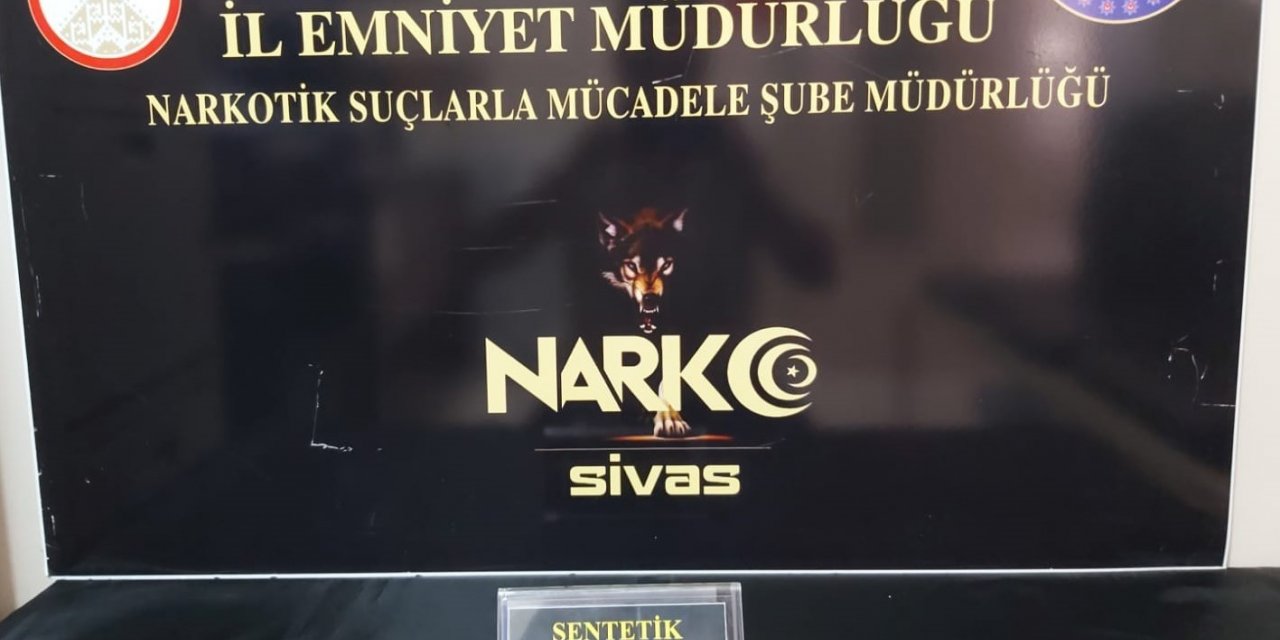 İL EMNİYET MÜDÜRLÜĞÜ
NARKOTİK SUÇLARLA MÜCADELE ŞUBE MÜDÜRLÜĞÜ
NARKO
sivas
SENTETİK